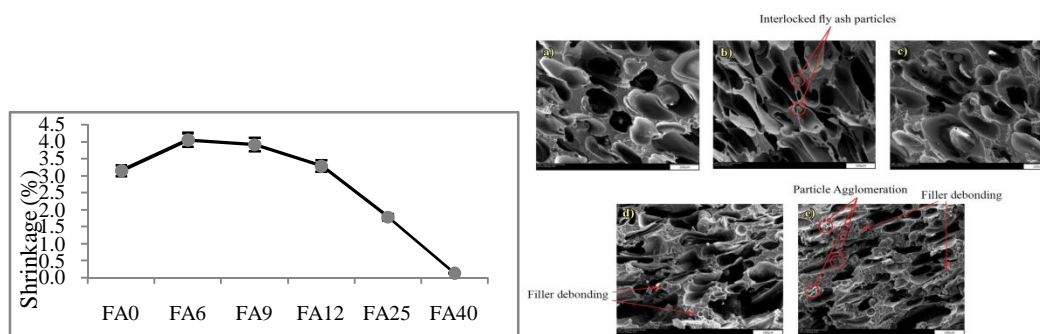 4.5
4.0
3.5
3.0
2.5
2.0
1.5
1.0
0.5
0.0
Shrinkage (%)
FA0 FA6 FA9 FA12 FA25 FA40
Interlocked fly ash particles
a)
b)
c)
Particle Agglomeration
Filler debonding
d)
e)
Filler debonding